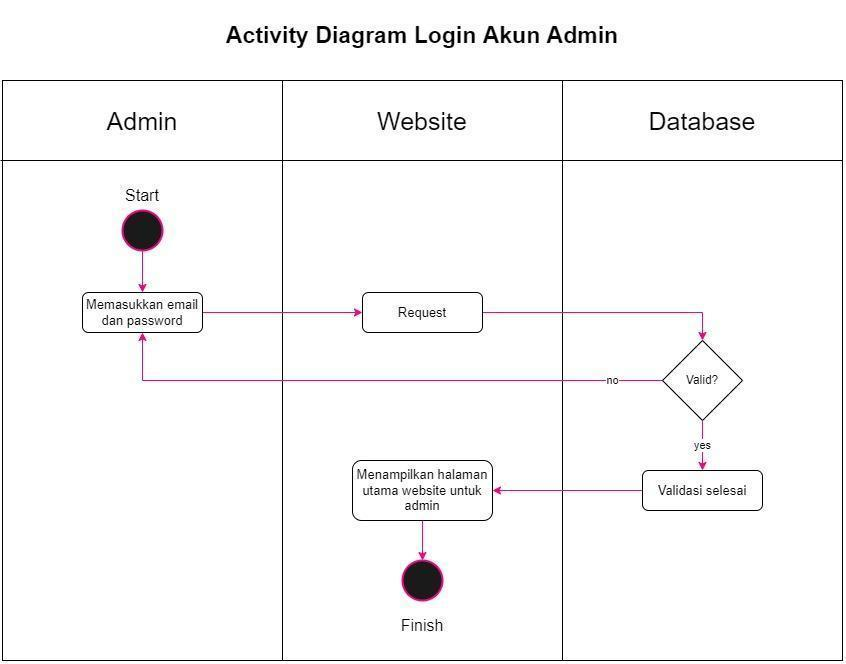 Activity Diagram Login Akun Admin
Admin
Website
Database
Start
Memasukkan email
dan password
Request
Valid?
no
yes
Menampilkan halaman
utama website untuk
admin
Validasi selesai
Finish